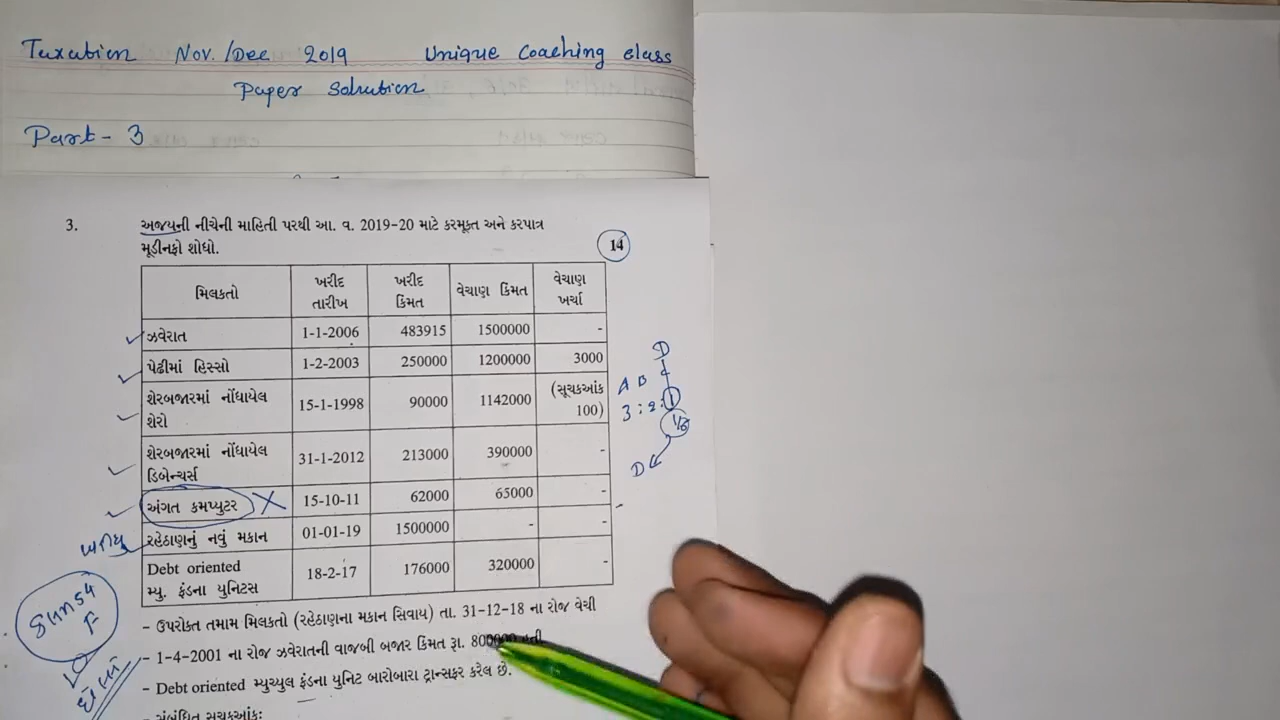 Taxation Nov./Dec 2019 Unique Coaching class
Paper Solution
Part - 3
3. અજયની નીચેની માહિતી પરથી આ. વ. 2019-20 માટે કરમુક્ત અને કરપાત્ર
મૂડીનફો શોધો. 14
મિલકતો ખરીદ તારીખ ખરીદ કિંમત વેચાણ કિંમત વેચાણ ખર્ચા
ઝવેરાત 1-1-2006 483915 1500000 -
પેઢીમાં હિસ્સો 1-2-2003 250000 1200000 3000
શેરબજારમાં નોંધાયેલ શેરો 15-1-1998 90000 1142000 (સૂચકઆંક 100)
શેરબજારમાં નોંધાયેલ ડિબેન્ચર્સ 31-1-2012 213000 390000 -
અંગત કમ્પ્યુટર 15-10-11 62000 65000 -
રહેઠાણનું નવું મકાન 01-01-19 1500000 - -
Debt oriented મ્યુ. ફંડના યુનિટસ 18-2-17 176000 320000 -
D
A B
3 : 2 : 1
1/6
D
ખરીદ્યુ
54
F
- ઉપરોક્ત તમામ મિલકતો (રહેઠાણના મકાન સિવાય) તા. 31-12-18 ના રોજ વેચી
- 1-4-2001 ના રોજ ઝવેરાતની વાજબી બજાર કિંમત રૂા.
- Debt oriented મ્યુચ્યુલ ફંડના યુનિટ બારોબારા ટ્રાન્સફર કરેલ છે.